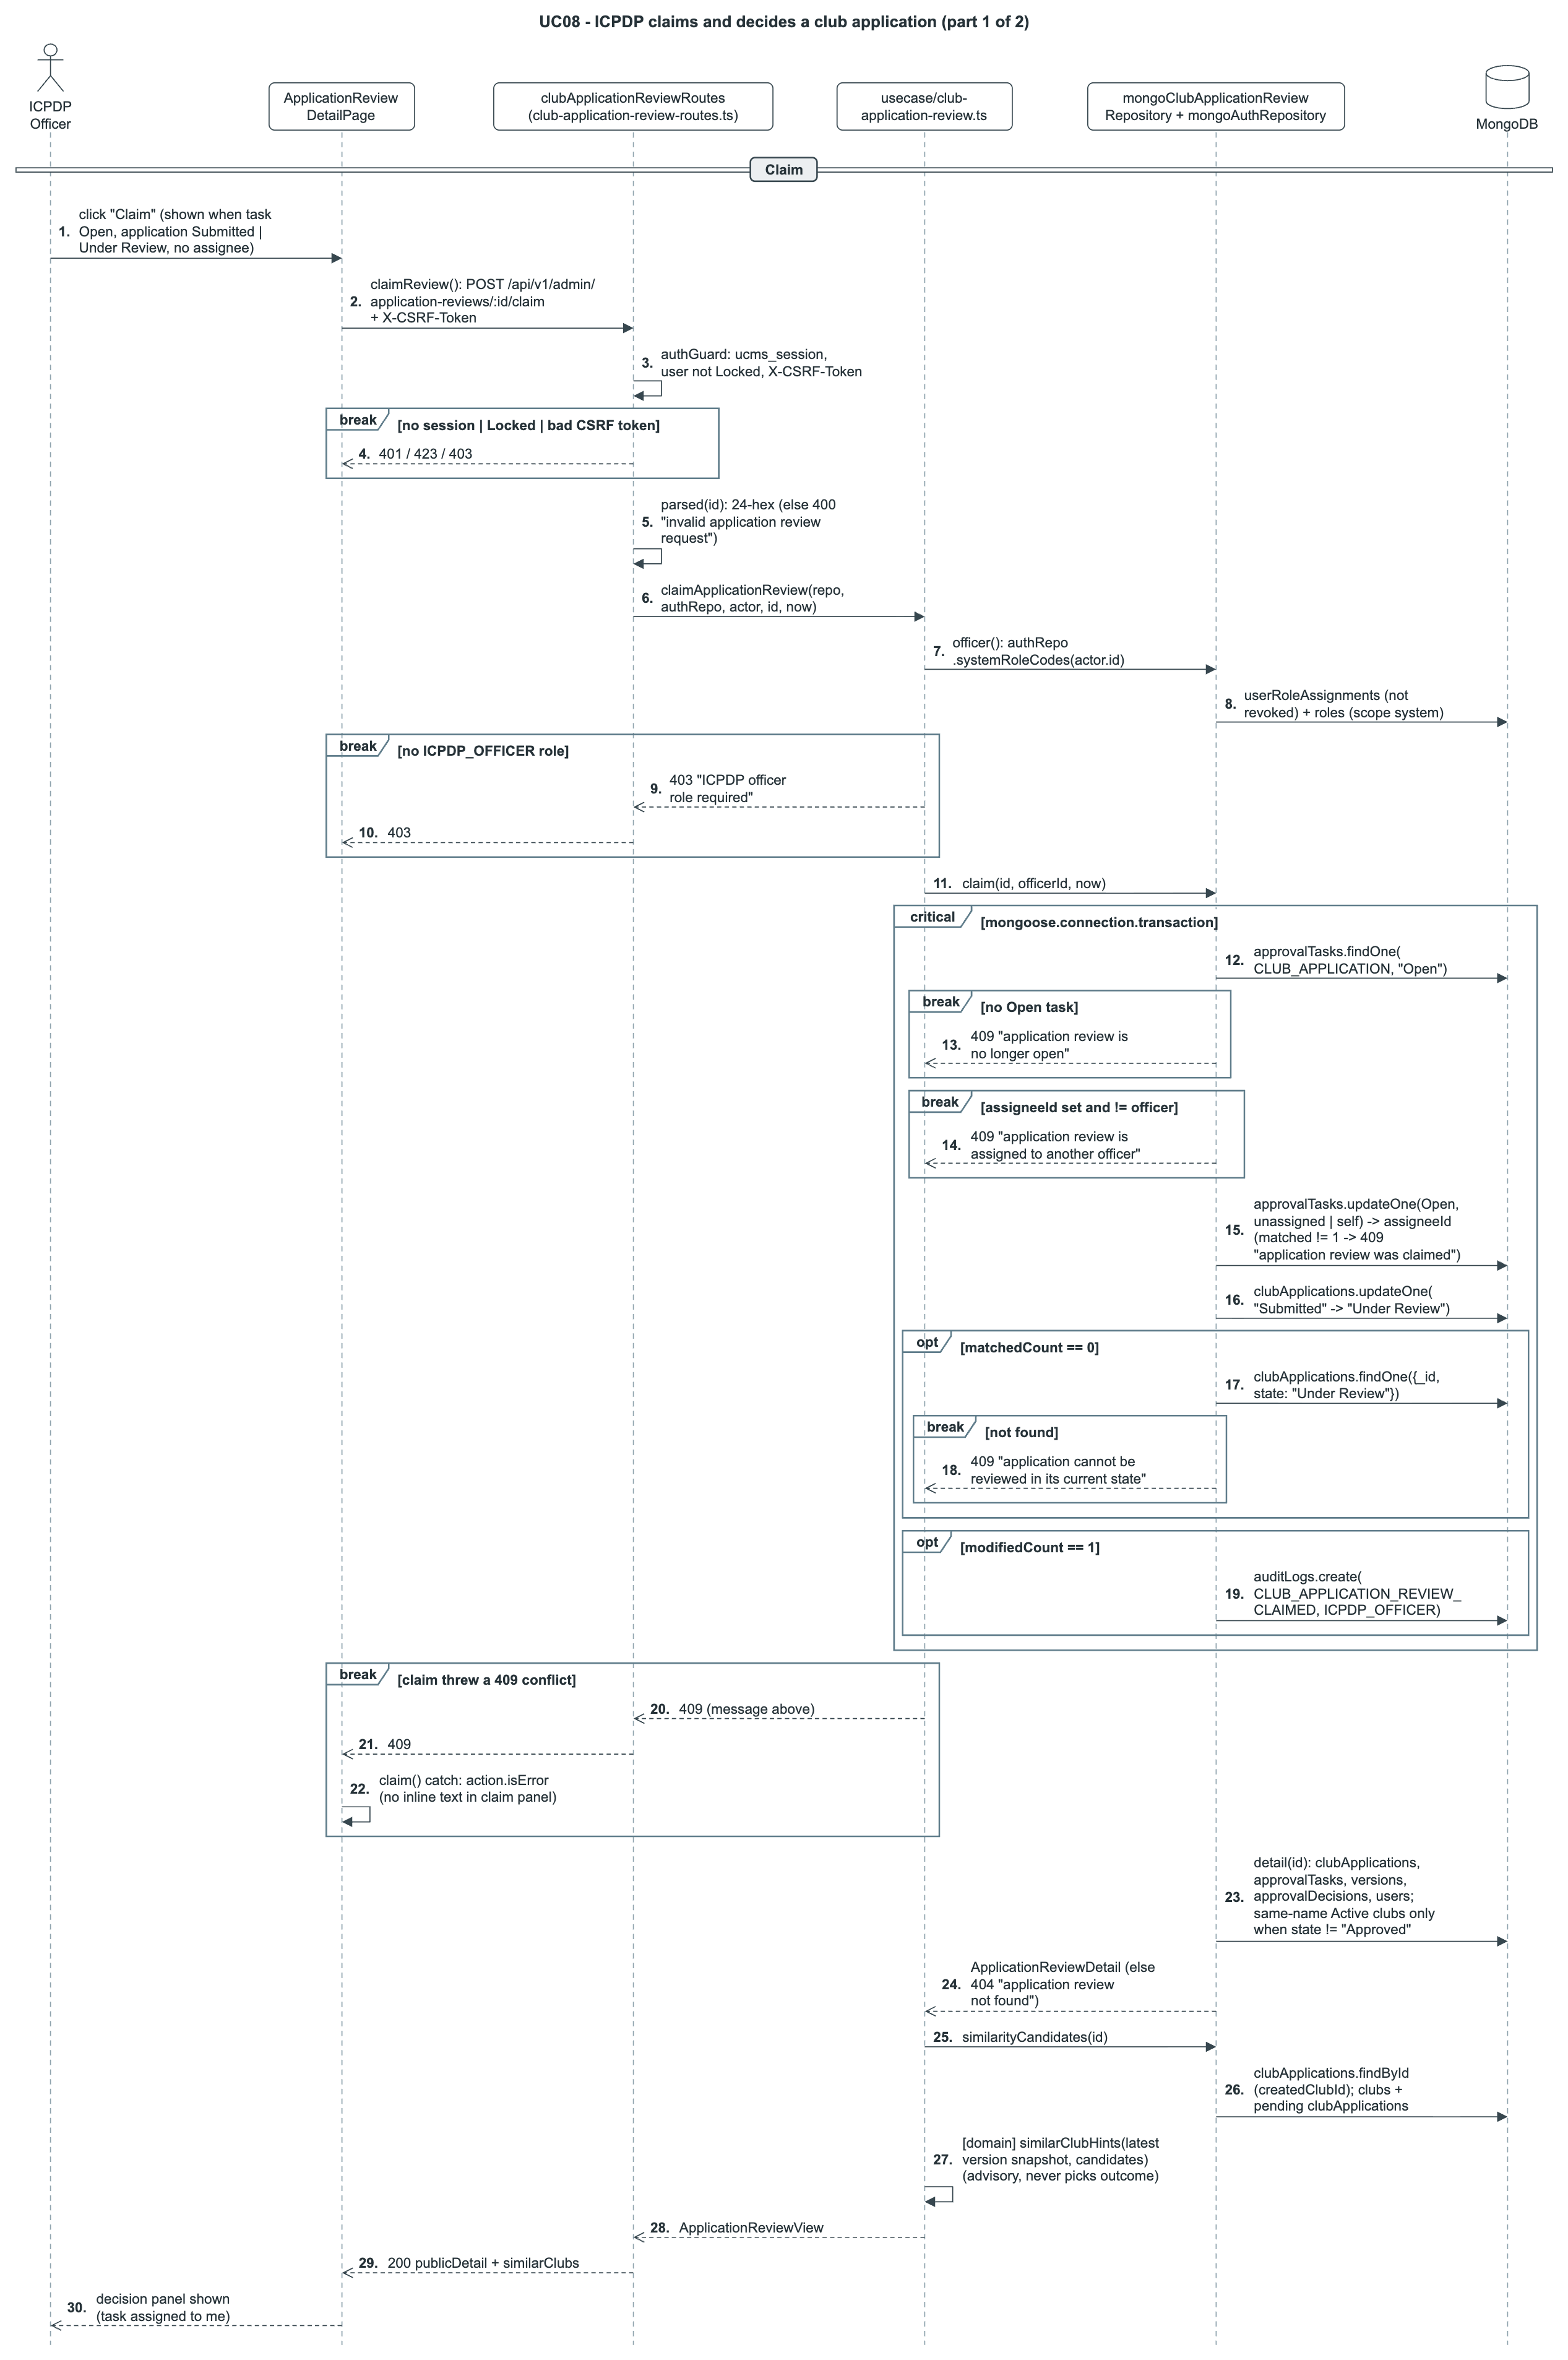 UC08 - ICPDP claims and decides a club application (part 1 of 2)
ICPDP
Officer
ApplicationReview
DetailPage
clubApplicationReviewRoutes
(club-application-review-routes.ts)
usecase/club-
application-review.ts
mongoClubApplicationReview
Repository + mongoAuthRepository
MongoDB
Claim
click "Claim" (shown when task
1. Open, application Submitted |
Under Review, no assignee)
claimReview(): POST /api/v1/admin/
2. application-reviews/:id/claim
+ X-CSRF-Token
3. authGuard: ucms_session,
user not Locked, X-CSRF-Token
break [no session | Locked | bad CSRF token]
4. 401 / 423 / 403
parsed(id): 24-hex (else 400
5. "invalid application review
request")
6. claimApplicationReview(repo,
authRepo, actor, id, now)
7. officer(): authRepo
.systemRoleCodes(actor.id)
8. userRoleAssignments (not
revoked) + roles (scope system)
break [no ICPDP_OFFICER role]
9. 403 "ICPDP officer
role required"
10. 403
11. claim(id, officerId, now)
critical [mongoose.connection.transaction]
12. approvalTasks.findOne(
CLUB_APPLICATION, "Open")
break [no Open task]
13. 409 "application review is
no longer open"
break [assigneeId set and != officer]
14. 409 "application review is
assigned to another officer"
approvalTasks.updateOne(Open,
15. unassigned | self) -> assigneeId
(matched != 1 -> 409
"application review was claimed")
16. clubApplications.updateOne(
"Submitted" -> "Under Review")
opt [matchedCount == 0]
17. clubApplications.findOne({_id,
state: "Under Review"})
break [not found]
18. 409 "application cannot be
reviewed in its current state"
opt [modifiedCount == 1]
auditLogs.create(
19. CLUB_APPLICATION_REVIEW_
CLAIMED, ICPDP_OFFICER)
break [claim threw a 409 conflict]
20. 409 (message above)
21. 409
22. claim() catch: action.isError
(no inline text in claim panel)
detail(id): clubApplications,
approvalTasks, versions,
23. approvalDecisions, users;
same-name Active clubs only
when state != "Approved"
ApplicationReviewDetail (else
24. 404 "application review
not found")
25. similarityCandidates(id)
clubApplications.findById
26. (createdClubId); clubs +
pending clubApplications
[domain] similarClubHints(latest
27. version snapshot, candidates)
(advisory, never picks outcome)
28. ApplicationReviewView
29. 200 publicDetail + similarClubs
30. decision panel shown
(task assigned to me)